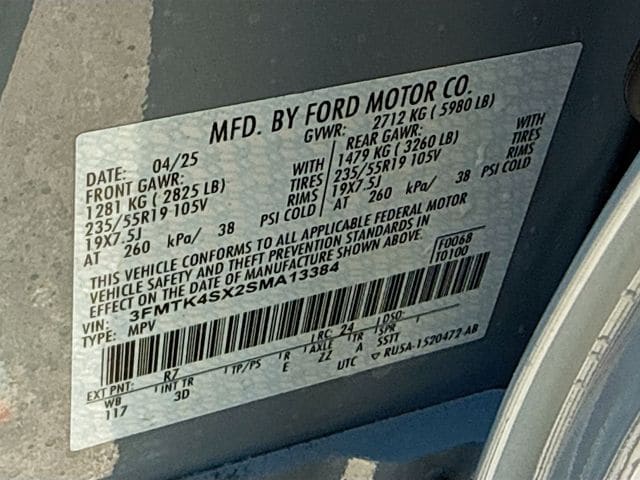 MFD. BY FORD MOTOR CO.
DATE: 04/25 GVWR: 2712 KG ( 5980 LB)
FRONT GAWR: WITH REAR GAWR: WITH
1281 KG ( 2825 LB) TIRES 1479 KG ( 3260 LB) TIRES
235/55R19 105V RIMS 235/55R19 105V RIMS
19X7.5J 19X7.5J
AT 260 kPa/ 38 PSI COLD AT 260 kPa/ 38 PSI COLD
THIS VEHICLE CONFORMS TO ALL APPLICABLE FEDERAL MOTOR
VEHICLE SAFETY AND THEFT PREVENTION STANDARDS IN
EFFECT ON THE DATE OF MANUFACTURE SHOWN ABOVE.
VIN: 3FMTK4SX2SMA13384 F0068
TYPE: MPV T0100
EXT PNT: RZ LRC: 24 LDSO:
WB INT TR TP/PS R AXLE TR SPR
117 3D E ZZ A SSTI
UTC ▽ RU5A-1520472-AB